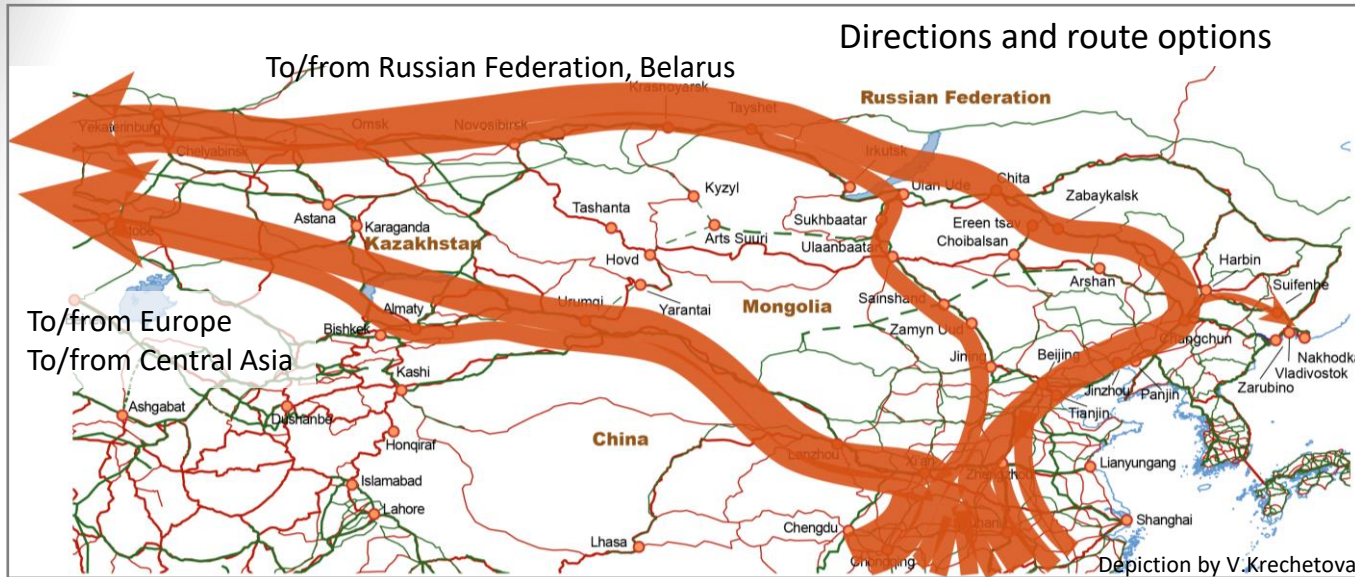 Directions and route options
To/from Russian Federation, Belarus
Krasnoyarsk
Tayshet
Russian Federation
Yekaterinburg
Omsk
Novosibirsk
Chelyabinsk
Irkutsk
Ulan Ude
Chita
Kyzyl
Zabaykalsk
Astana
Tashanta
Sukhbaatar
Ereen tsav
Karaganda
Arts Suuri
Ulaanbaatar
Choibalsan
Kazakhstan
Hovd
Harbin
Arshan
Suifenhe
Urumqi
Yarantai
Mongolia
Sainshand
Almaty
Zamyn Uud
To/from Europe
Bishkek
Changchun
Nakhodka
To/from Central Asia
Jining
Beijing
Vladivostok
Kashi
Jinzhou
Panjin
Zarubino
Ashgabat
Tianjin
Dushanbe
China
Honqiraf
Lanzhou
Xi'an
Zhengzhou
Lianyungang
Islamabad
Lahore
Chengdu
Shanghai
Lhasa
Chongqing
Depiction by V.Krechetova